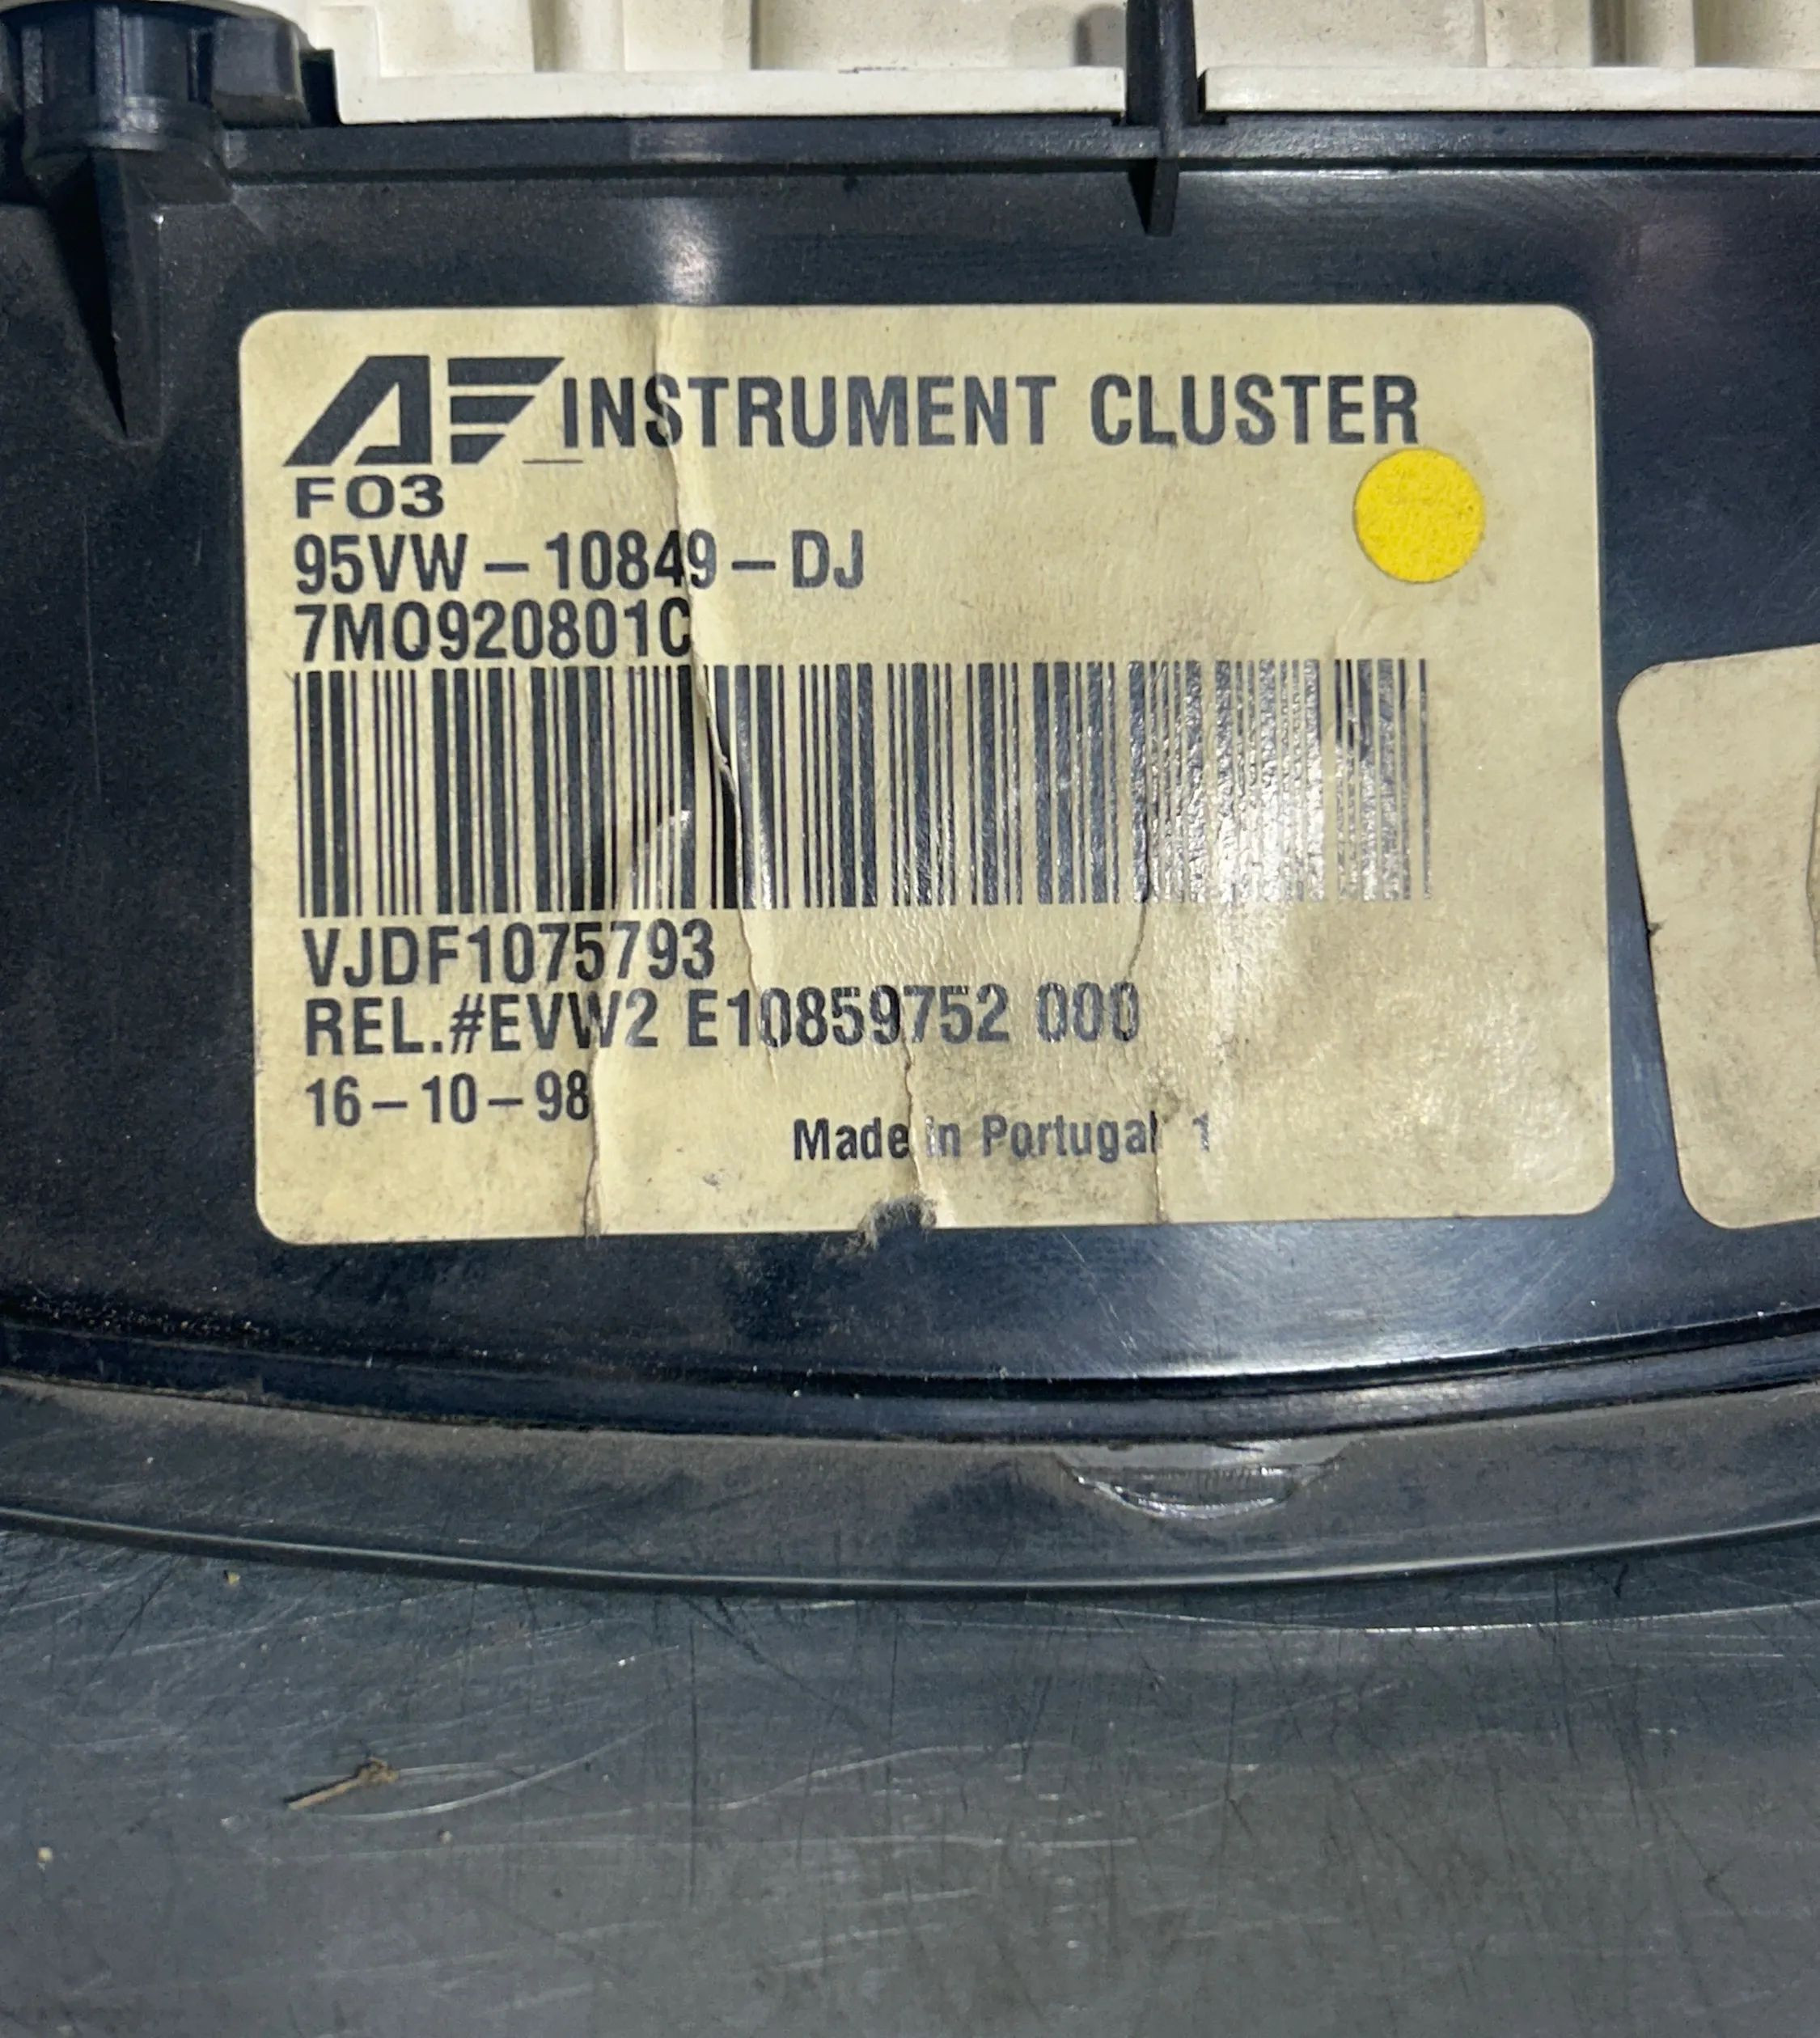 AF INSTRUMENT CLUSTER
F03
95VW-10849-DJ
7M0920801C
VJDF1075793
REL.#EVW2 E10859752 000
16-10-98
Made in Portugal 1